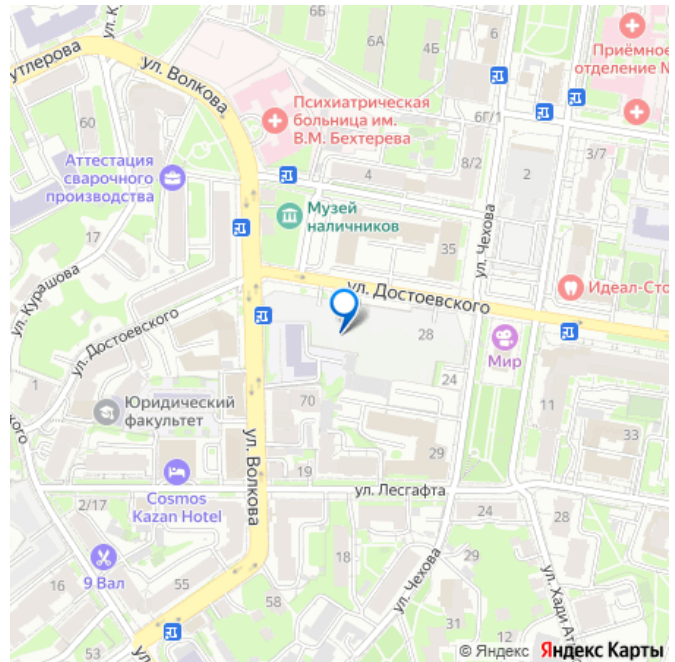 6Б
6А
4Б
6
Приёмное
отделение №
утлерова
ул. К
ул. Волкова
60
Психиатрическая
больница им.
В.М. Бехтерева
6Г/1
Аттестация
сварочного
производства
8/2
3/7
4
2
Музей
наличников
17
35
ул. Чехова
ул. Курашова
ул. Достоевского
Идеал-Сто
ул. Достоевского
28
Мир
24
1
Юридический
факультет
70
11
33
ского
ул. Волкова
29
19
Cosmos
Kazan Hotel
ул. Лесгафта
2/17
24
28
9 Вал
16
55
18
29
ул. Чехова
ул. Хади Ат
58
53
31
12
© Яндекс Яндекс Карты